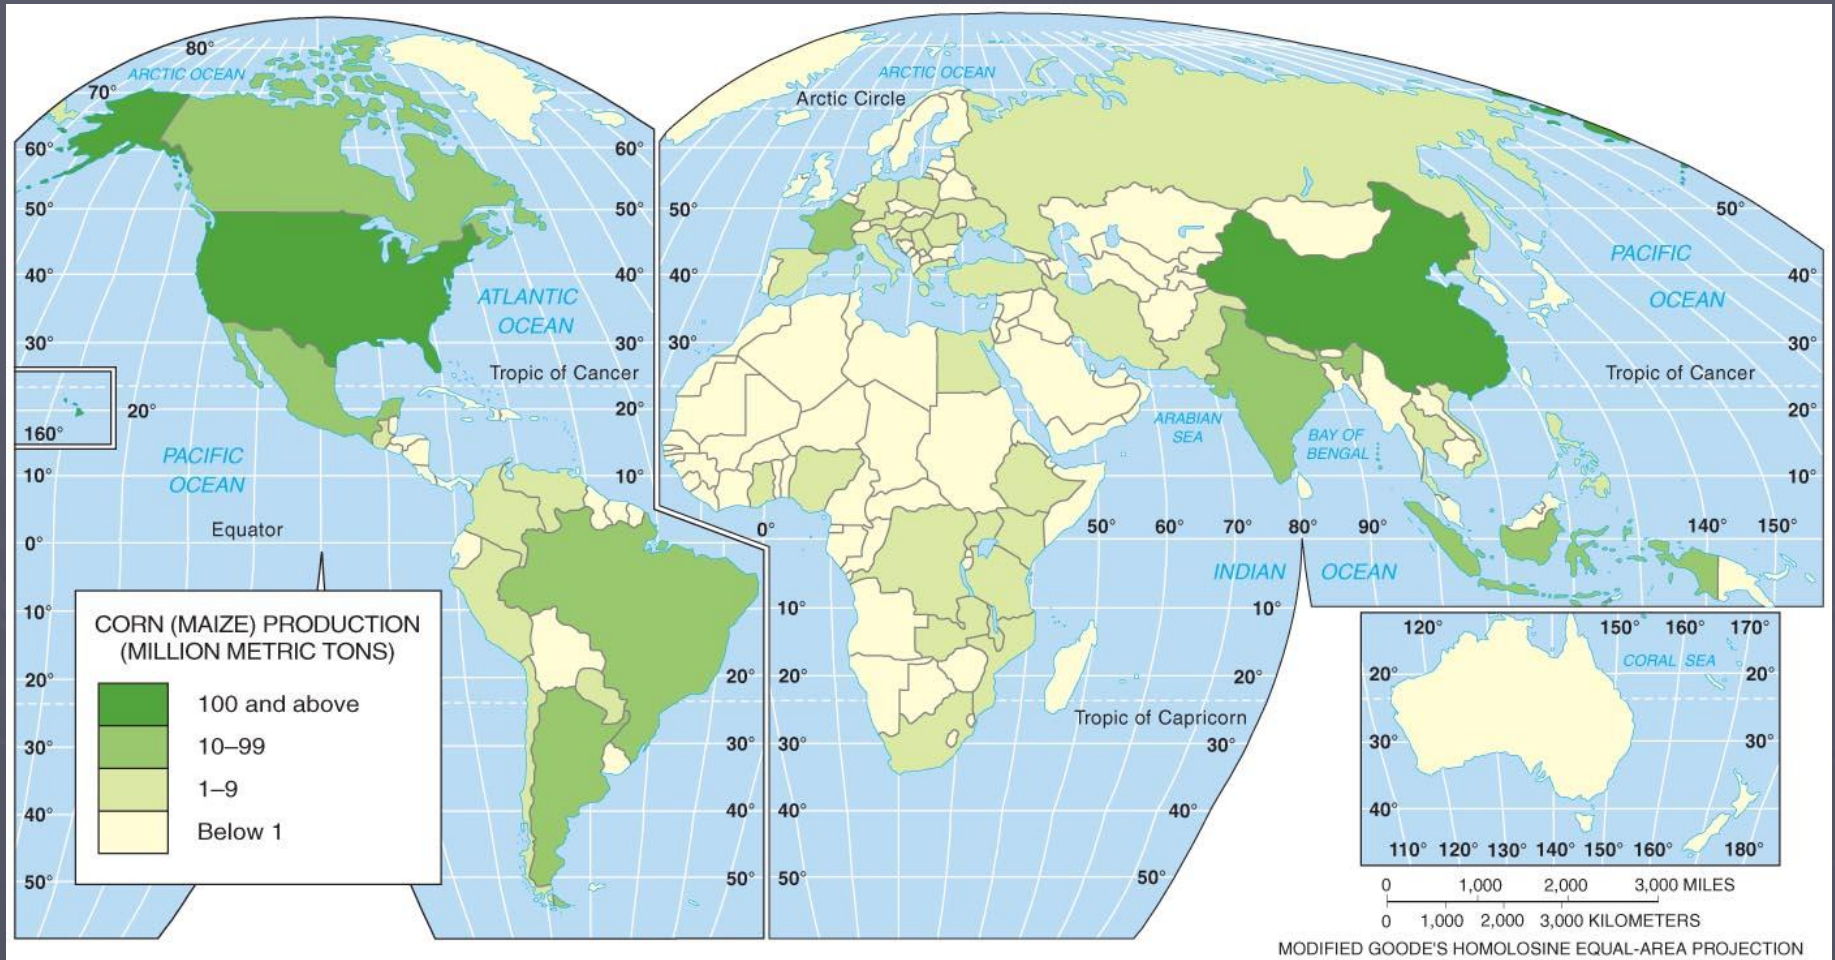 80°
ARCTIC OCEAN
70°
60°
60°
50°
50°
40°
40°
ATLANTIC
OCEAN
30°
30°
Tropic of Cancer
20°
20°
160°
PACIFIC
OCEAN
10°
10°
Equator
0°
10°
20°
20°
30°
30°
40°
40°
50°
50°
CORN (MAIZE) PRODUCTION
(MILLION METRIC TONS)
100 and above
10–99
1–9
Below 1
ARCTIC OCEAN
Arctic Circle
50°
50°
PACIFIC
OCEAN
40°
40°
30°
30°
Tropic of Cancer
20°
ARABIAN
SEA
BAY OF
BENGAL
10°
0°
50°
60°
70°
80°
90°
140°
150°
INDIAN
OCEAN
10°
10°
20°
20°
Tropic of Capricorn
30°
30°
40°
40°
50°
50°
120°
150°
160°
170°
CORAL SEA
20°
20°
30°
30°
40°
110°
120°
130°
140°
150°
160°
180°
0 1,000 2,000 3,000 MILES
0 1,000 2,000 3,000 KILOMETERS
MODIFIED GOODE'S HOMOLOSINE EQUAL-AREA PROJECTION